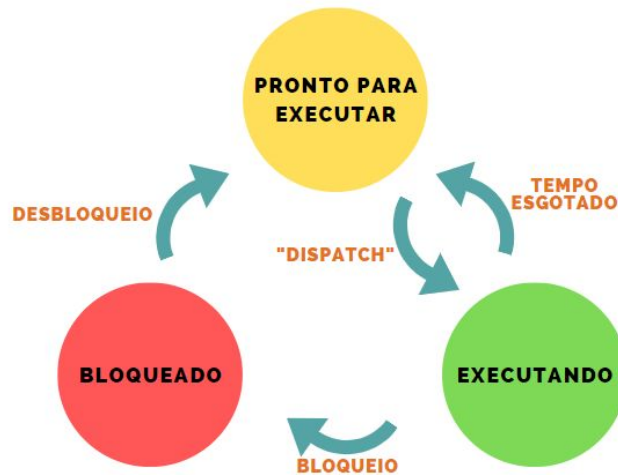 PRONTO PARA
EXECUTAR
DESBLOQUEIO
TEMPO
ESGOTADO
"DISPATCH"
BLOQUEADO
EXECUTANDO
BLOQUEIO